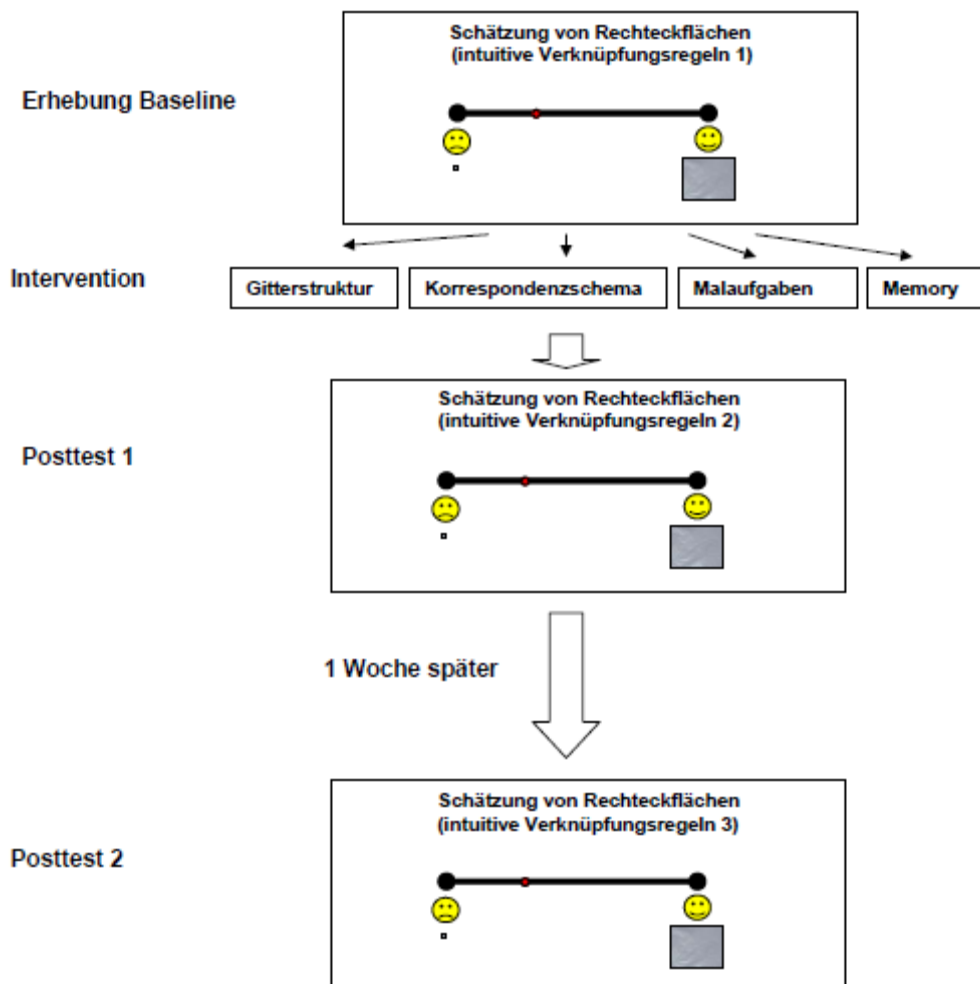 Schätzung von Rechteckflächen
(intuitive Verknüpfungsregeln 1)
Erhebung Baseline
Intervention
Gitterstruktur
Korrespondenzschema
Malaufgaben
Memory
Schätzung von Rechteckflächen
(intuitive Verknüpfungsregeln 2)
Posttest 1
1 Woche später
Schätzung von Rechteckflächen
(intuitive Verknüpfungsregeln 3)
Posttest 2